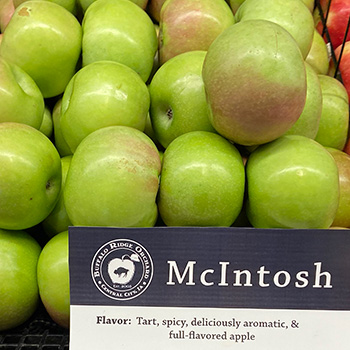 McIntosh
BUFFALO RIDGE ORCHARD
CENTRAL CITY, IA
Flavor: Tart, spicy, deliciously aromatic, &
full-flavored apple